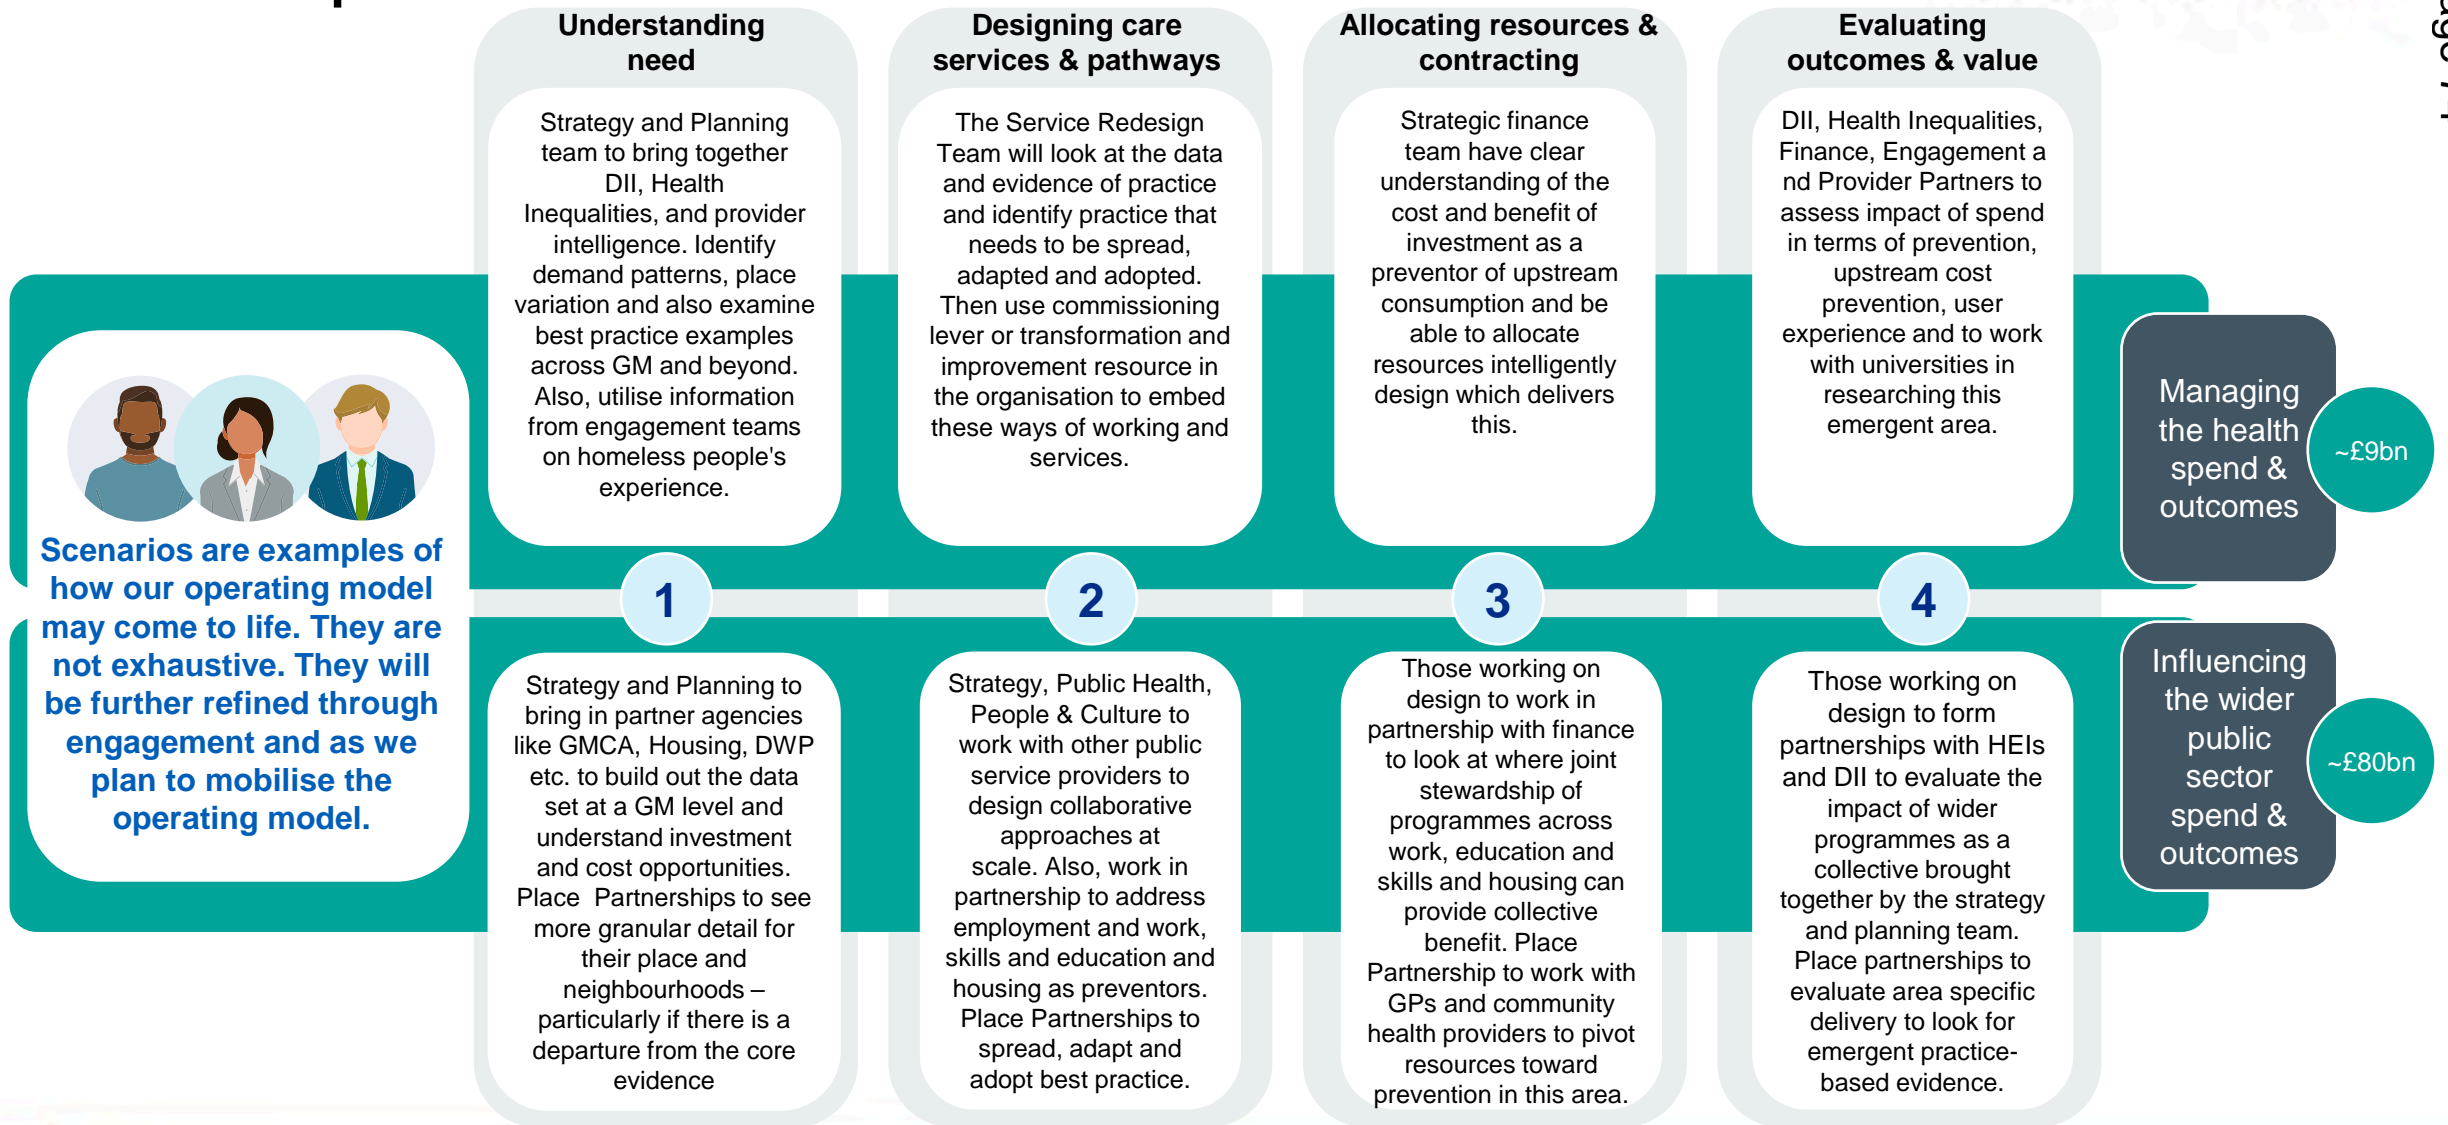 Understanding
need
Designing care
services & pathways
Allocating resources &
contracting
Evaluating
outcomes & value
Strategy and Planning
team to bring together
DII, Health
Inequalities, and provider
intelligence. Identify
demand patterns, place
variation and also examine
best practice examples
across GM and beyond.
Also, utilise information
from engagement teams
on homeless people's
experience.
The Service Redesign
Team will look at the data
and evidence of practice
and identify practice that
needs to be spread,
adapted and adopted.
Then use commissioning
lever or transformation and
improvement resource in
the organisation to embed
these ways of working and
services.
Strategic finance
team have clear
understanding of the
cost and benefit of
investment as a
preventor of upstream
consumption and be
able to allocate
resources intelligently
design which delivers
this.
DII, Health Inequalities,
Finance, Engagement a
nd Provider Partners to
assess impact of spend
in terms of prevention,
upstream cost
prevention, user
experience and to work
with universities in
researching this
emergent area.
Managing
the health
spend &
outcomes
~£9bn
Scenarios are examples of
how our operating model
may come to life. They are
not exhaustive. They will
be further refined through
engagement and as we
plan to mobilise the
operating model.
1
2
3
4
Strategy and Planning to
bring in partner agencies
like GMCA, Housing, DWP
etc. to build out the data
set at a GM level and
understand investment
and cost opportunities.
Place Partnerships to see
more granular detail for
their place and
neighbourhoods –
particularly if there is a
departure from the core
evidence
Strategy, Public Health,
People & Culture to
work with other public
service providers to
design collaborative
approaches at
scale. Also, work in
partnership to address
employment and work,
skills and education and
housing as preventors.
Place Partnerships to
spread, adapt and
adopt best practice.
Those working on
design to work in
partnership with finance
to look at where joint
stewardship of
programmes across
work, education and
skills and housing can
provide collective
benefit. Place
Partnership to work with
GPs and community
health providers to pivot
resources toward
prevention in this area.
Those working on
design to form
partnerships with HEIs
and DII to evaluate the
impact of wider
programmes as a
collective brought
together by the strategy
and planning team.
Place partnerships to
evaluate area specific
delivery to look for
emergent practice-
based evidence.
Influencing
the wider
public
sector
spend &
outcomes
~£80bn